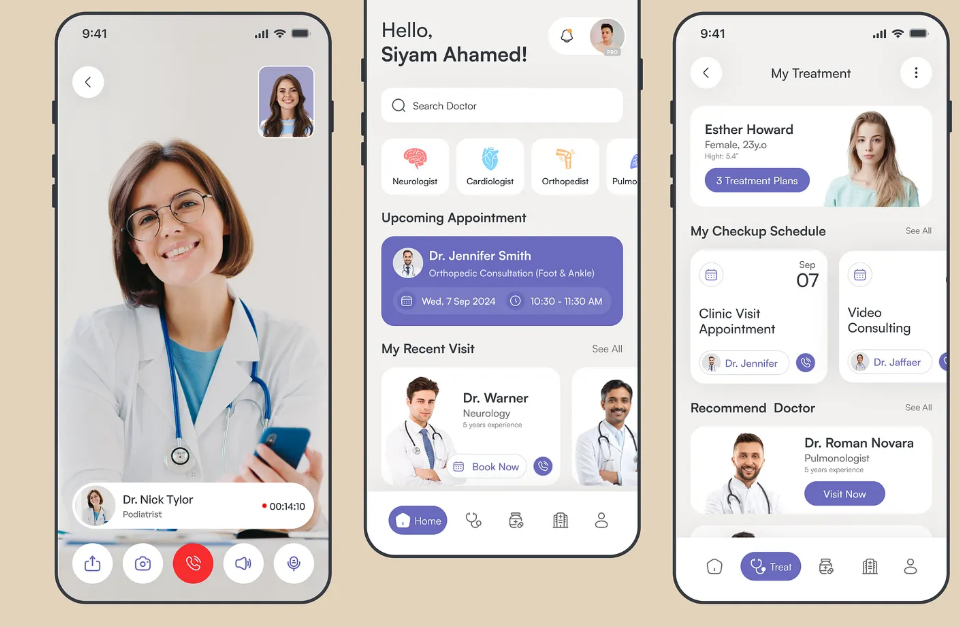 9:41
Dr. Nick Tylor
Podiatrist
00:14:10
Hello,
Siyam Ahamed!
PRO
Search Doctor
Neurologist
Cardiologist
Orthopedist
Pulmo
Upcoming Appointment
Dr. Jennifer Smith
Orthopedic Consultation (Foot & Ankle)
Wed, 7 Sep 2024
10:30 - 11:30 AM
My Recent Visit
See All
Dr. Warner
Neurology
5 years experience
Book Now
Home
9:41
My Treatment
Esther Howard
Female, 23y.o
Hight: 5.4"
3 Treatment Plans
My Checkup Schedule
See All
Sep
07
Clinic Visit
Appointment
Dr. Jennifer
Video
Consulting
Dr. Jaffaer
Recommend Doctor
See All
Dr. Roman Novara
Pulmonologist
5 years experience
Visit Now
Treat